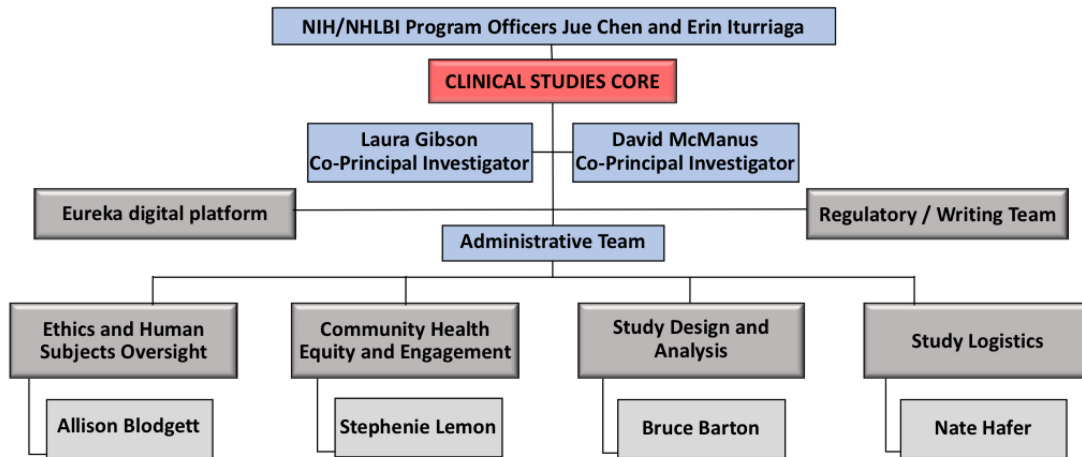 NIH/NHLBI Program Officers Jue Chen and Erin Iturriaga
CLINICAL STUDIES CORE
Laura Gibson
Co-Principal Investigator
David McManus
Co-Principal Investigator
Eureka digital platform
Regulatory / Writing Team
Administrative Team
Ethics and Human
Subjects Oversight
Community Health
Equity and Engagement
Study Design and
Analysis
Study Logistics
Allison Blodgett
Stephenie Lemon
Bruce Barton
Nate Hafer